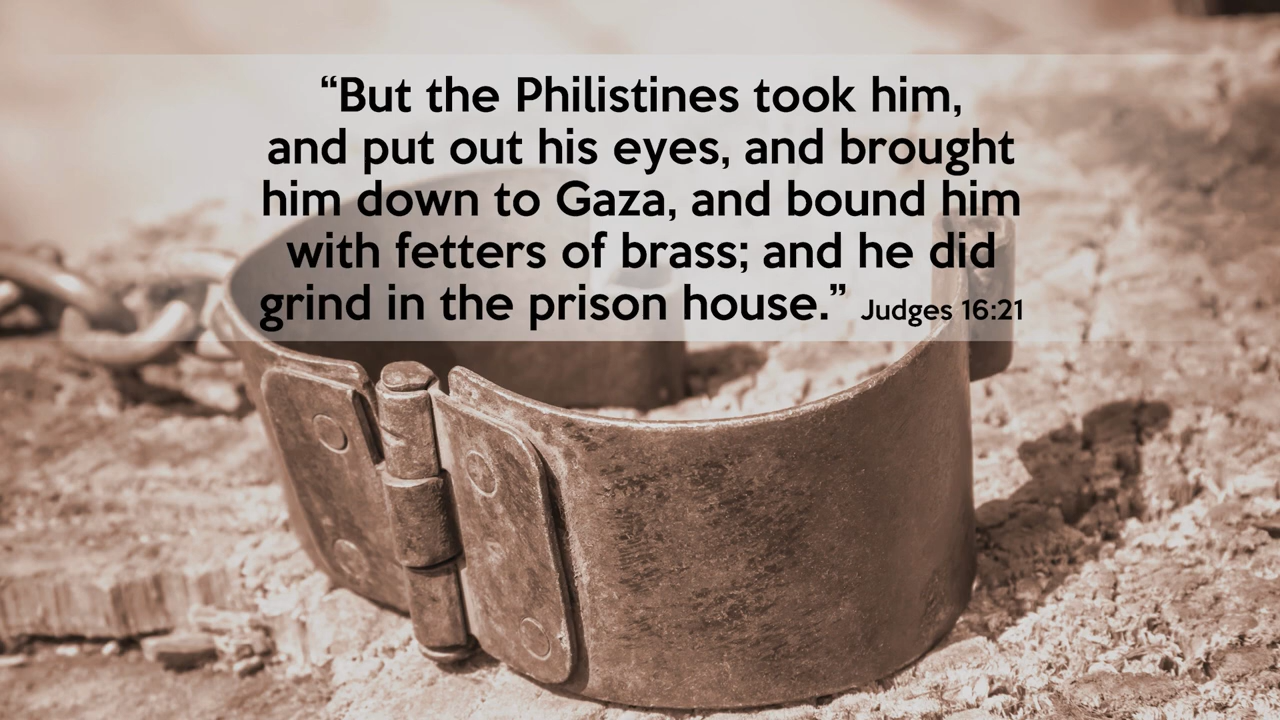 “But the Philistines took him,
and put out his eyes, and brought
him down to Gaza, and bound him
with fetters of brass; and he did
grind in the prison house.” Judges 16:21